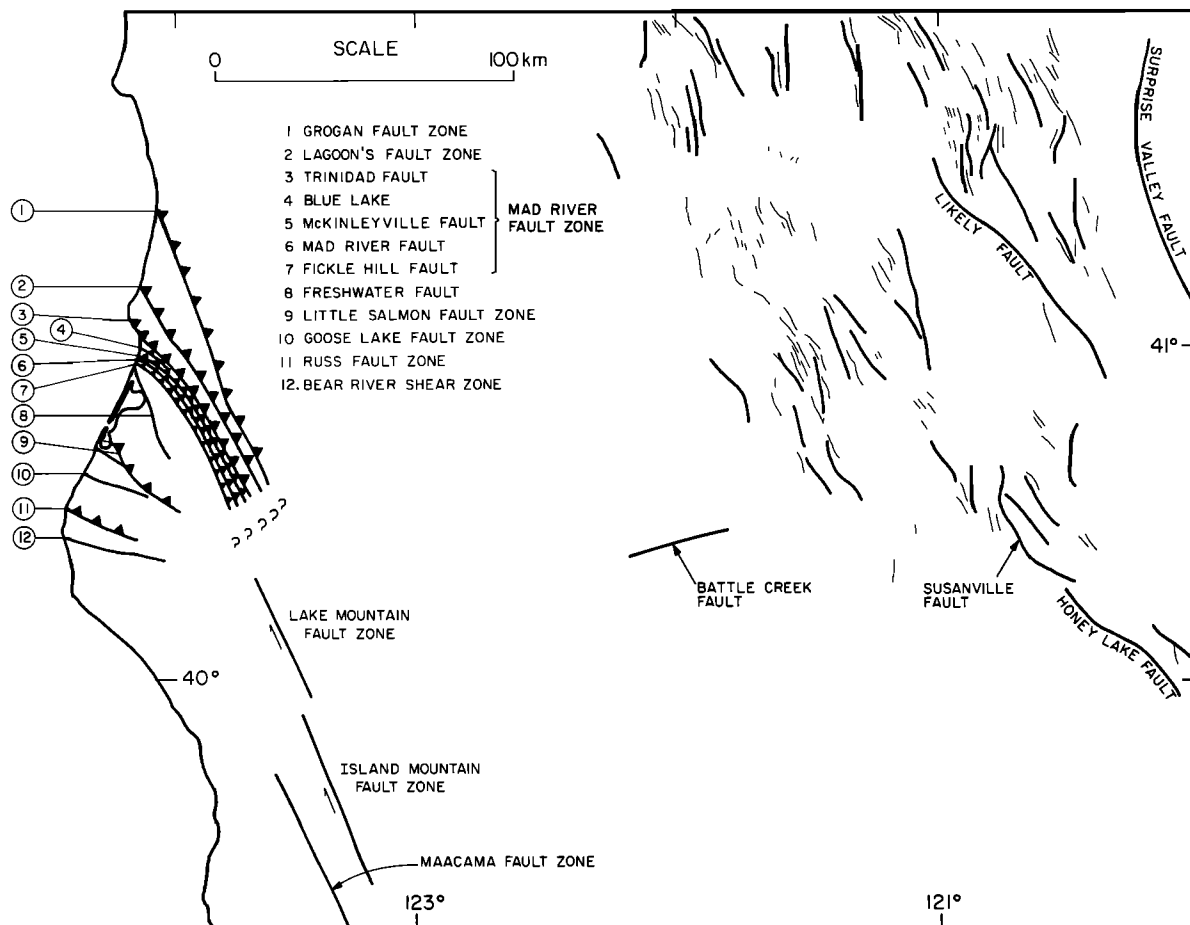 SCALE
0 100 km
1 GROGAN FAULT ZONE
2 LAGOON'S FAULT ZONE
3 TRINIDAD FAULT
4 BLUE LAKE
5 McKINLEYVILLE FAULT
6 MAD RIVER FAULT
7 FICKLE HILL FAULT
MAD RIVER
FAULT ZONE
8 FRESHWATER FAULT
9 LITTLE SALMON FAULT ZONE
10 GOOSE LAKE FAULT ZONE
11 RUSS FAULT ZONE
12. BEAR RIVER SHEAR ZONE
1
2
3
4
5
6
7
8
9
10
11
12
? ? ? ? ?
SURPRISE VALLEY FAULT
LIKELY FAULT
41°
BATTLE CREEK
FAULT
SUSANVILLE
FAULT
HONEY LAKE FAULT
LAKE MOUNTAIN
FAULT ZONE
40°
ISLAND MOUNTAIN
FAULT ZONE
MAACAMA FAULT ZONE
123°
121°